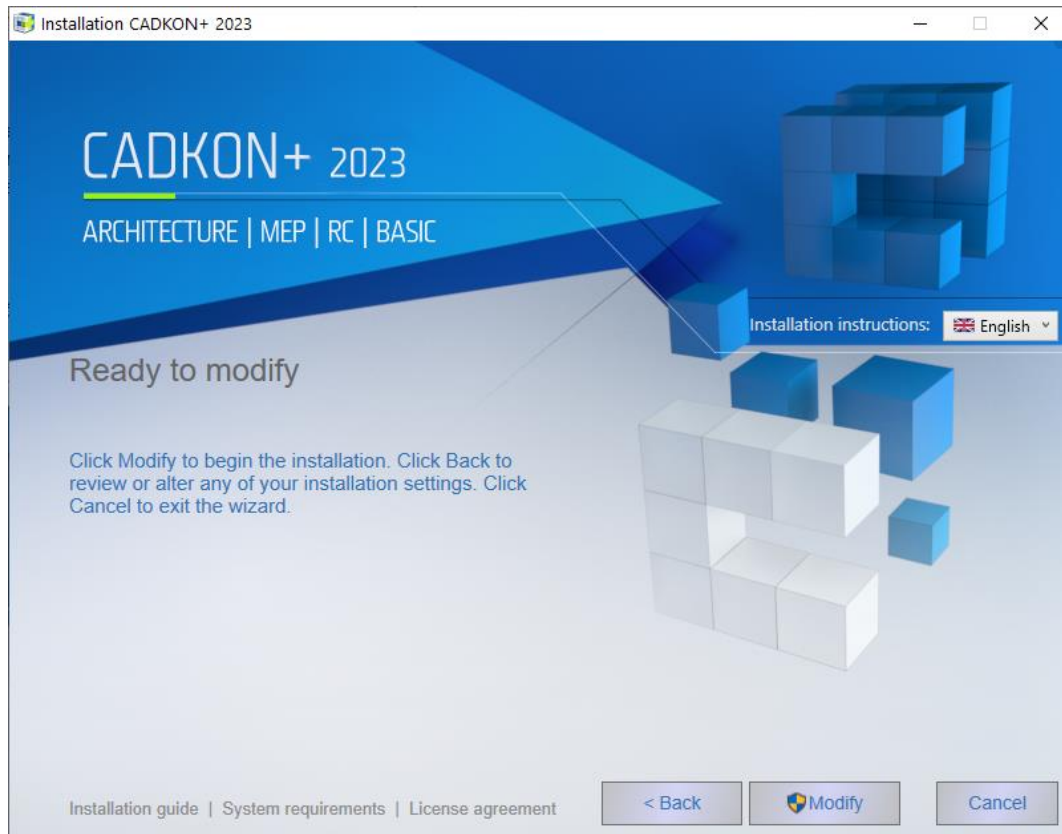 Installation CADKON+ 2023
CADKON+ 2023
ARCHITECTURE | MEP | RC | BASIC
Installation instructions: English
Ready to modify
Click Modify to begin the installation. Click Back to
review or alter any of your installation settings. Click
Cancel to exit the wizard.
Installation guide | System requirements | License agreement
< Back
Modify
Cancel